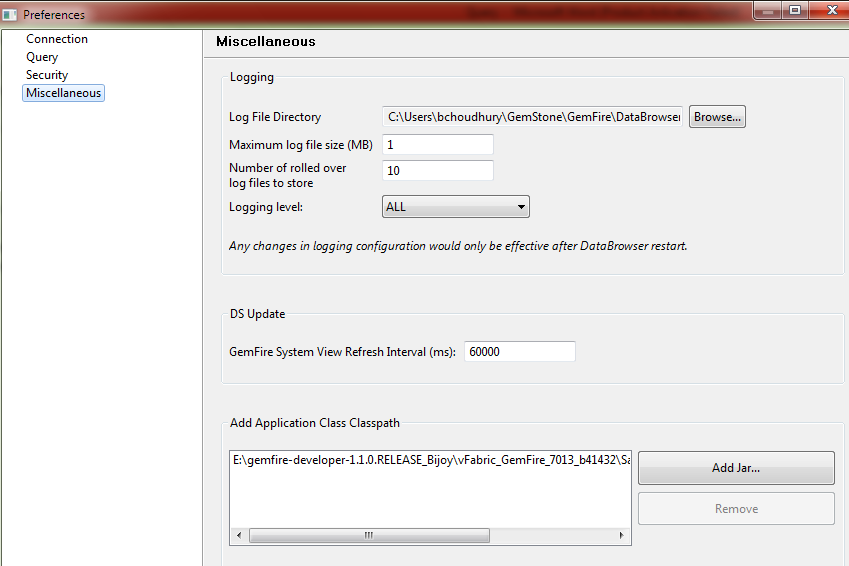 Preferences
Connection
Query
Security
Miscellaneous
Miscellaneous
Logging
Log File Directory
C:\Users\bchoudhury\GemStone\GemFire\DataBrowser
Browse...
Maximum log file size (MB)
1
Number of rolled over
log files to store
10
Logging level:
ALL
Any changes in logging configuration would only be effective after DataBrowser restart.
DS Update
GemFire System View Refresh Interval (ms):
60000
Add Application Class Classpath
E:\gemfire-developer-1.1.0.RELEASE_Bijoy\vFabric_GemFire_7013_b41432\Sa
Add Jar...
Remove